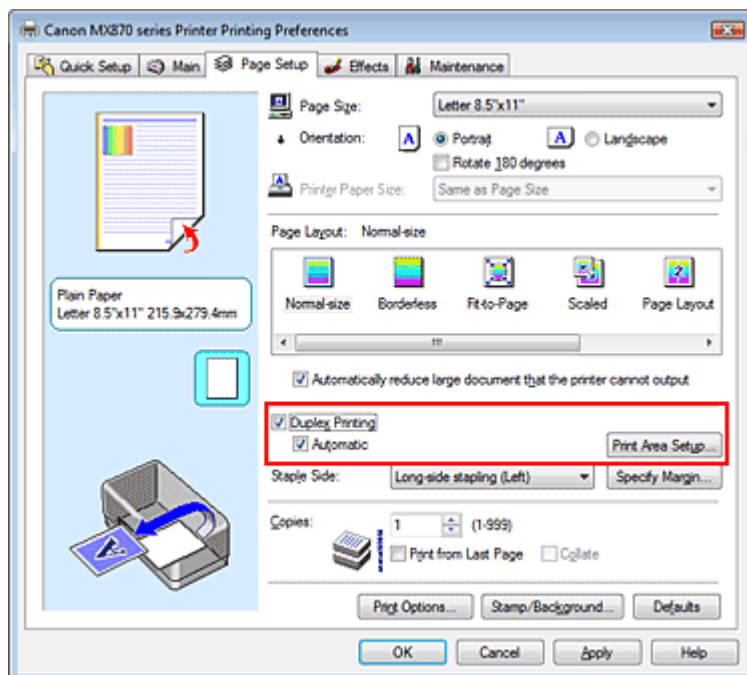 Canon MX870 series Printer Printing Preferences
Quick Setup Main Page Setup Effects Maintenance
Page Size: Letter 8.5"x11"
Orientation: A Portrait A Landscape
Rotate 180 degrees
Printer Paper Size: Same as Page Size
Page Layout: Normal-size
Normal-size Borderless Fit-to-Page Scaled Page Layout
Plain Paper
Letter 8.5"x11" 215.9x279.4mm
Automatically reduce large document that the printer cannot output
Duplex Printing
Automatic Print Area Setup...
Staple Side: Long-side stapling (Left) Specify Margin...
Copies: 1 (1-999)
Print from Last Page Collate
Print Options... Stamp/Background... Defaults
OK Cancel Apply Help